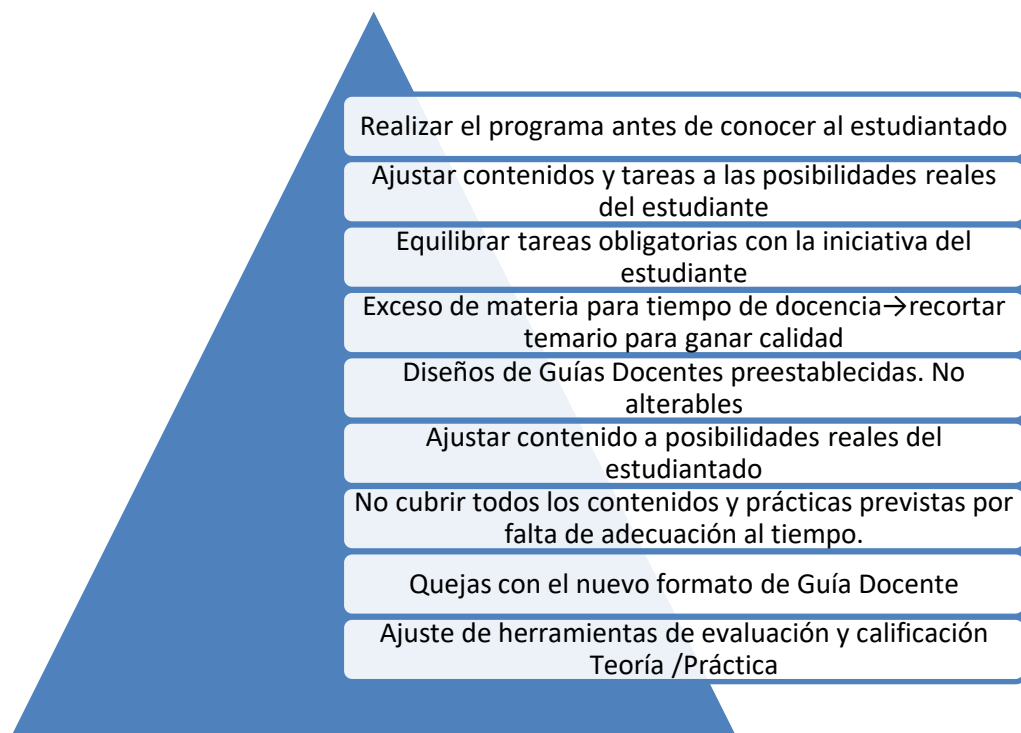 Realizar el programa antes de conocer al estudiantado
Ajustar contenidos y tareas a las posibilidades reales
del estudiante
Equilibrar tareas obligatorias con la iniciativa del
estudiante
Exceso de materia para tiempo de docencia→recortar
temario para ganar calidad
Diseños de Guías Docentes preestablecidas. No
alterables
Ajustar contenido a posibilidades reales del
estudiantado
No cubrir todos los contenidos y prácticas previstas por
falta de adecuación al tiempo.
Quejas con el nuevo formato de Guía Docente
Ajuste de herramientas de evaluación y calificación
Teoría /Práctica